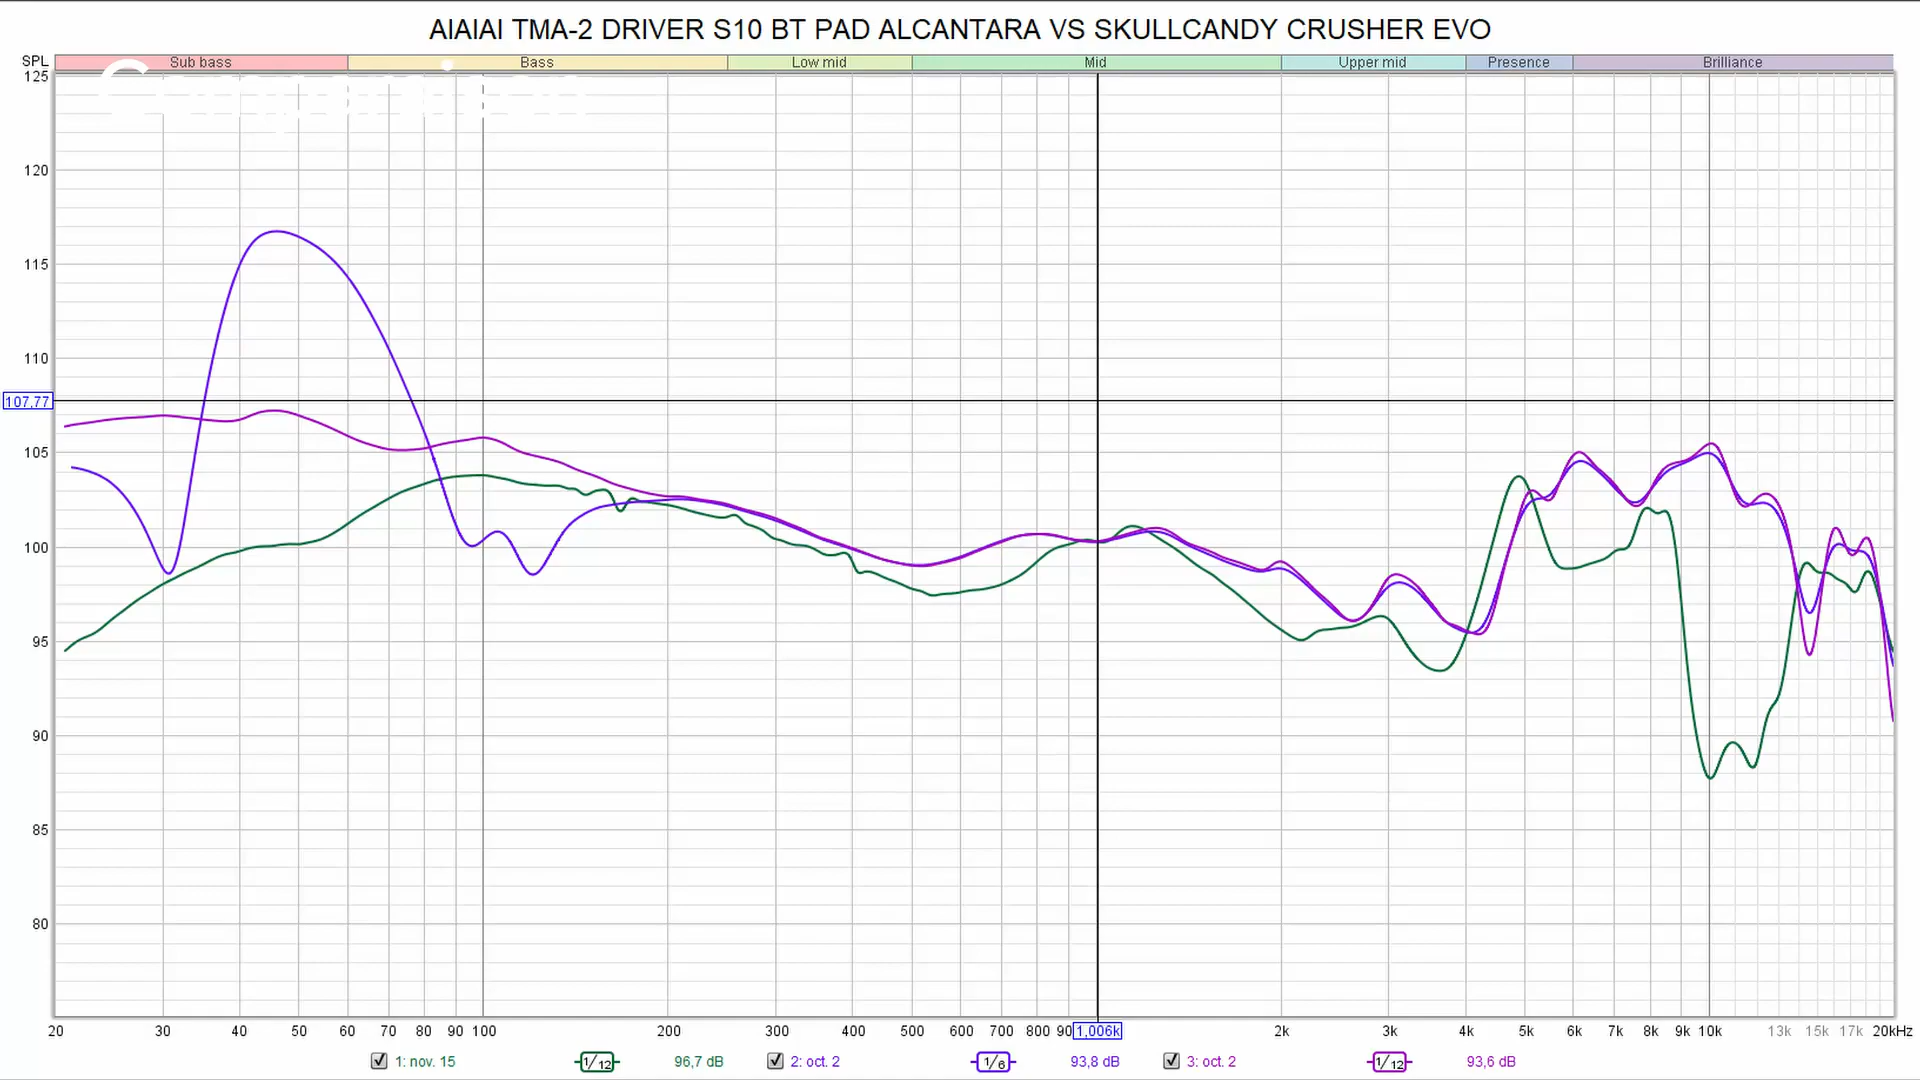 AIAIAI TMA-2 DRIVER S10 BT PAD ALCANTARA VS SKULLCANDY CRUSHER EVO
SPL Sub bass Bass Low mid Mid Upper mid Presence Brilliance
125
120
115
110
107,77
105
100
95
90
85
80
20 30 40 50 60 70 80 90 100 200 300 400 500 600 700 800 90 1,006k 2k 3k 4k 5k 6k 7k 8k 9k 10k 13k 15k 17k 20kHz
1: nov. 15 1/12 96,7 dB 2: oct. 2 1/6 93,8 dB 3: oct. 2 1/12 93,6 dB